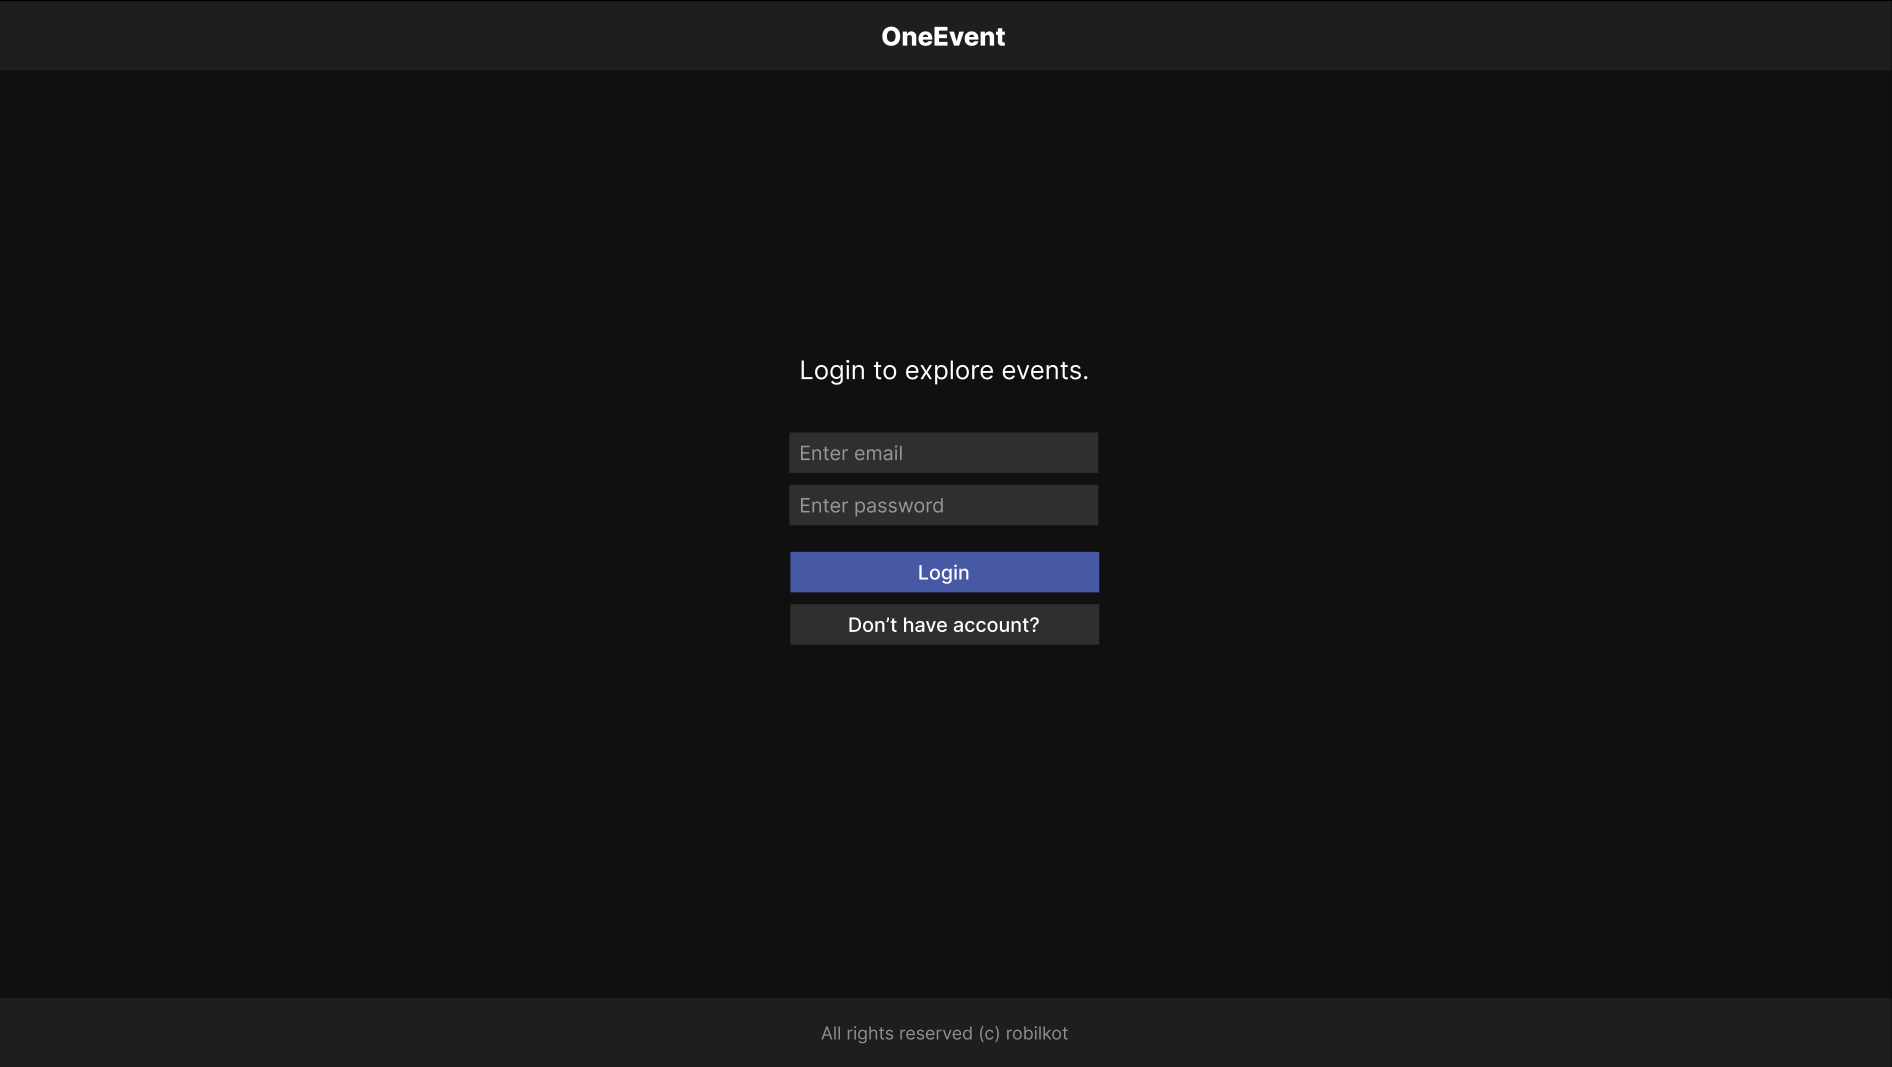 OneEvent
Login to explore events.
Enter email
Enter password
Login
Don’t have account?
All rights reserved (c) robilkot